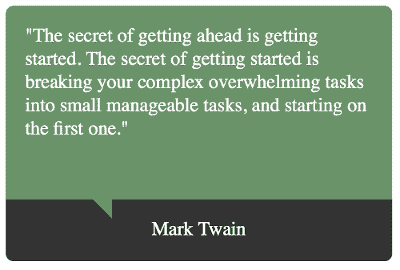 "The secret of getting ahead is getting
started. The secret of getting started is
breaking your complex overwhelming tasks
into small manageable tasks, and starting on
the first one."
Mark Twain